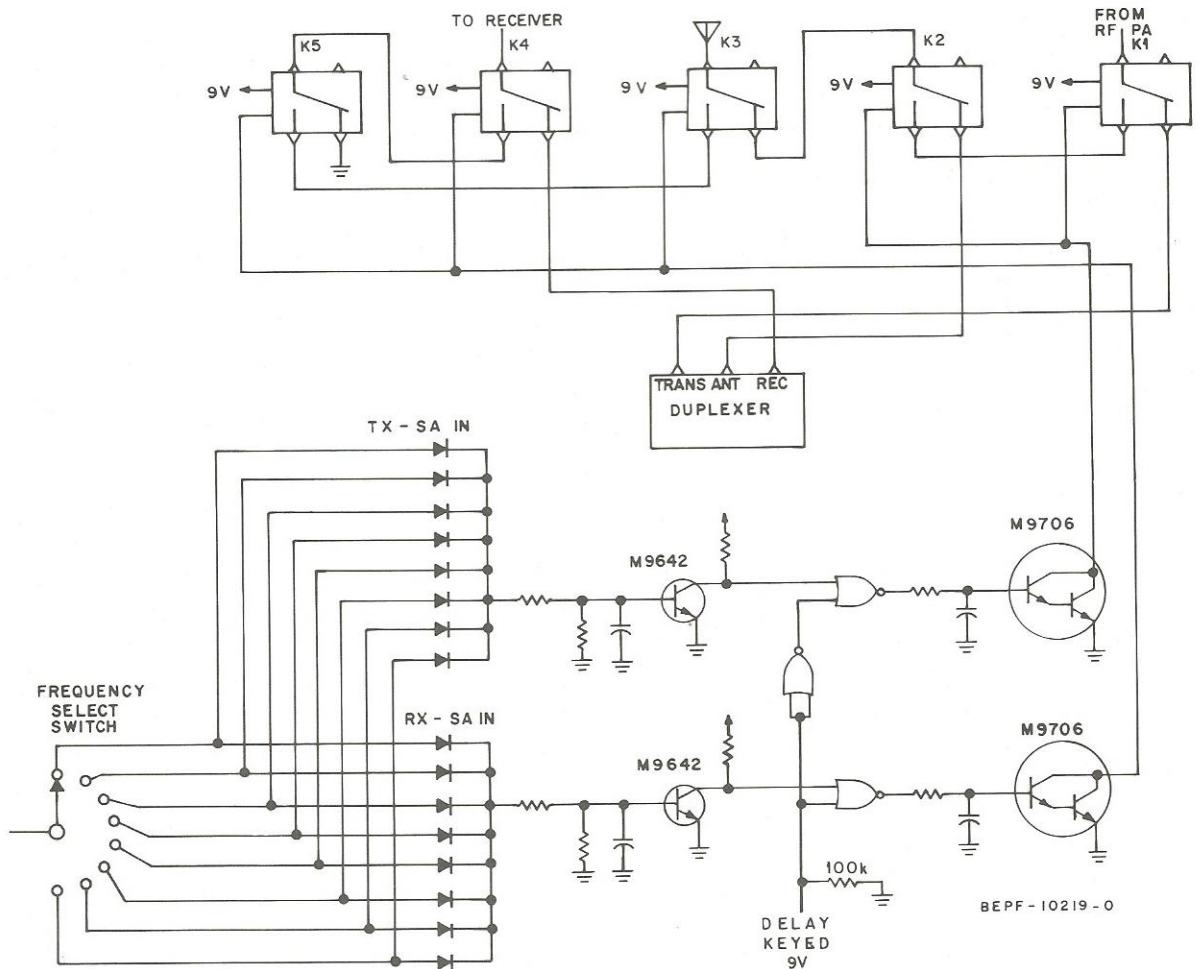 TO RECEIVER
FROM
RF PA
K5
K4
K3
K2
K1
9V
9V
9V
9V
9V
TRANS ANT REC
DUPLEXER
TX - SA IN
M9642
M9706
FREQUENCY
SELECT
SWITCH
RX - SA IN
M9642
M9706
100k
DELAY
KEYED
9V
BEPF-10219-O